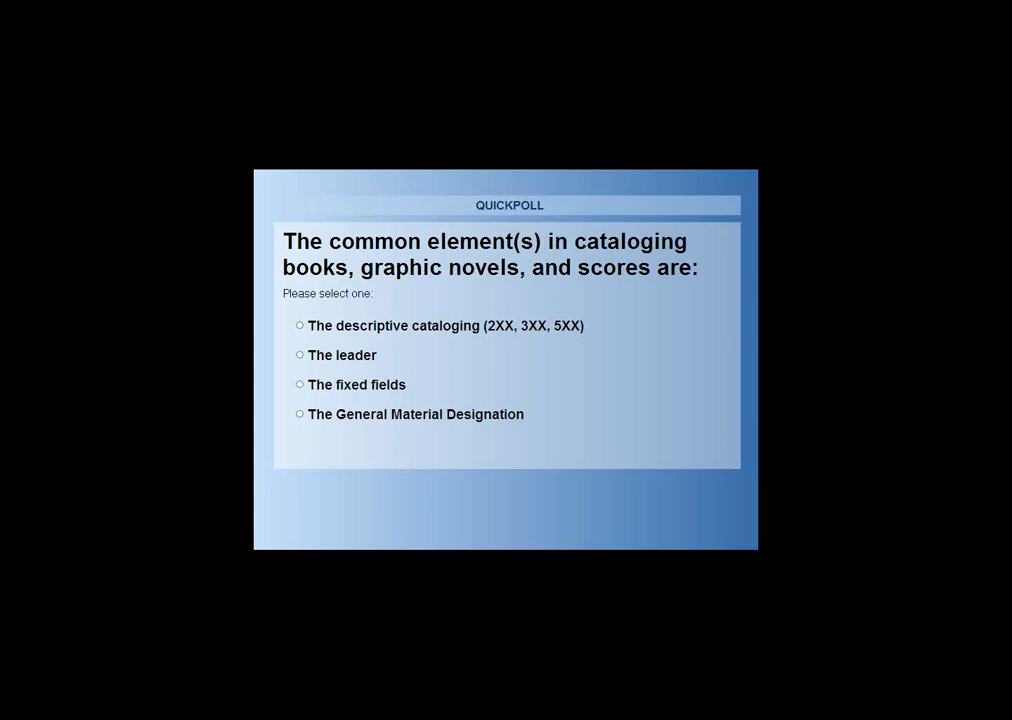 QUICKPOLL
The common element(s) in cataloging
books, graphic novels, and scores are:
Please select one:
The descriptive cataloging (2XX, 3XX, 5XX)
The leader
The fixed fields
The General Material Designation